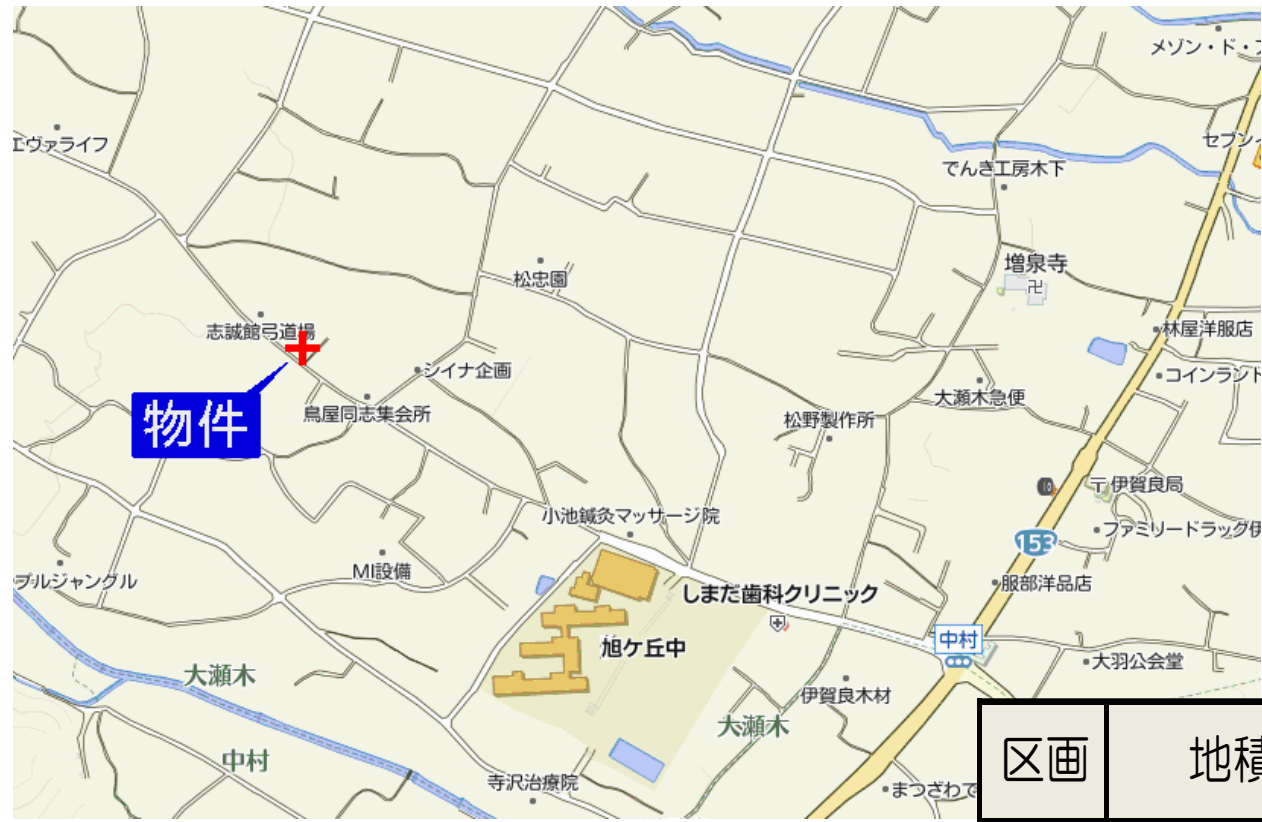 メゾン・ド・フ
エヴァライフ
セブンイ
でんき工房木下
増泉寺
松忠園
志誠館弓道場
林屋洋服店
シイナ企画
コインランド
物件
鳥屋同志集会所
大瀬木急便
松野製作所
〒伊賀良局
小池鍼灸マッサージ院
153
ファミリードラッグ伊
MI設備
プルジャングル
しまだ歯科クリニック
服部洋品店
旭ケ丘中
中村
大羽公会堂
大瀬木
伊賀良木材
大瀬木
中村
区画
地積
寺沢治療院
まつざわで